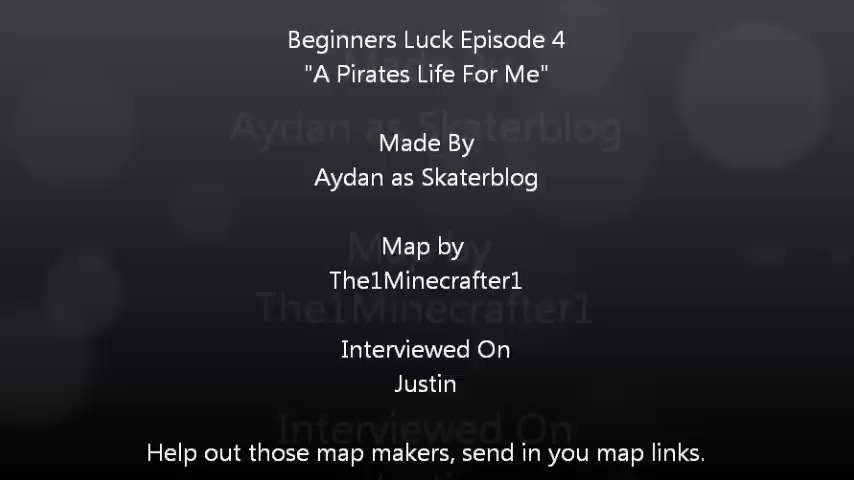 Beginners Luck Episode 4
"A Pirates Life For Me"
Made By
Aydan as Skaterblog
Map by
The1Minecrafter1
Interviewed On
Justin
Help out those map makers, send in you map links.